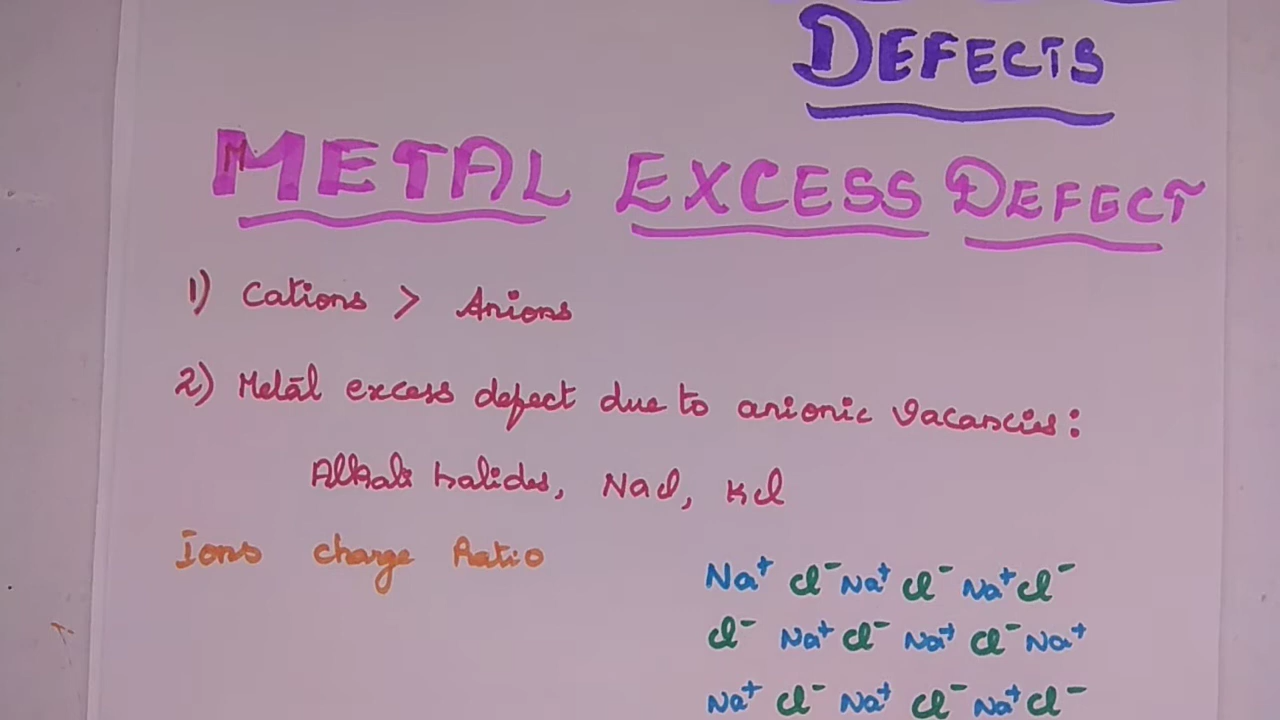 DEFECTS
METAL EXCESS DEFECT
1) Cations > Anions
2) Metal excess defect due to anionic vacancies:
Alkali halides, NaCl, KCl
Ions charge Ratio
Na⁺ Cl⁻ Na⁺ Cl⁻ Na⁺ Cl⁻
Cl⁻ Na⁺ Cl⁻ Na⁺ Cl⁻ Na⁺
Na⁺ Cl⁻ Na⁺ Cl⁻ Na⁺ Cl⁻